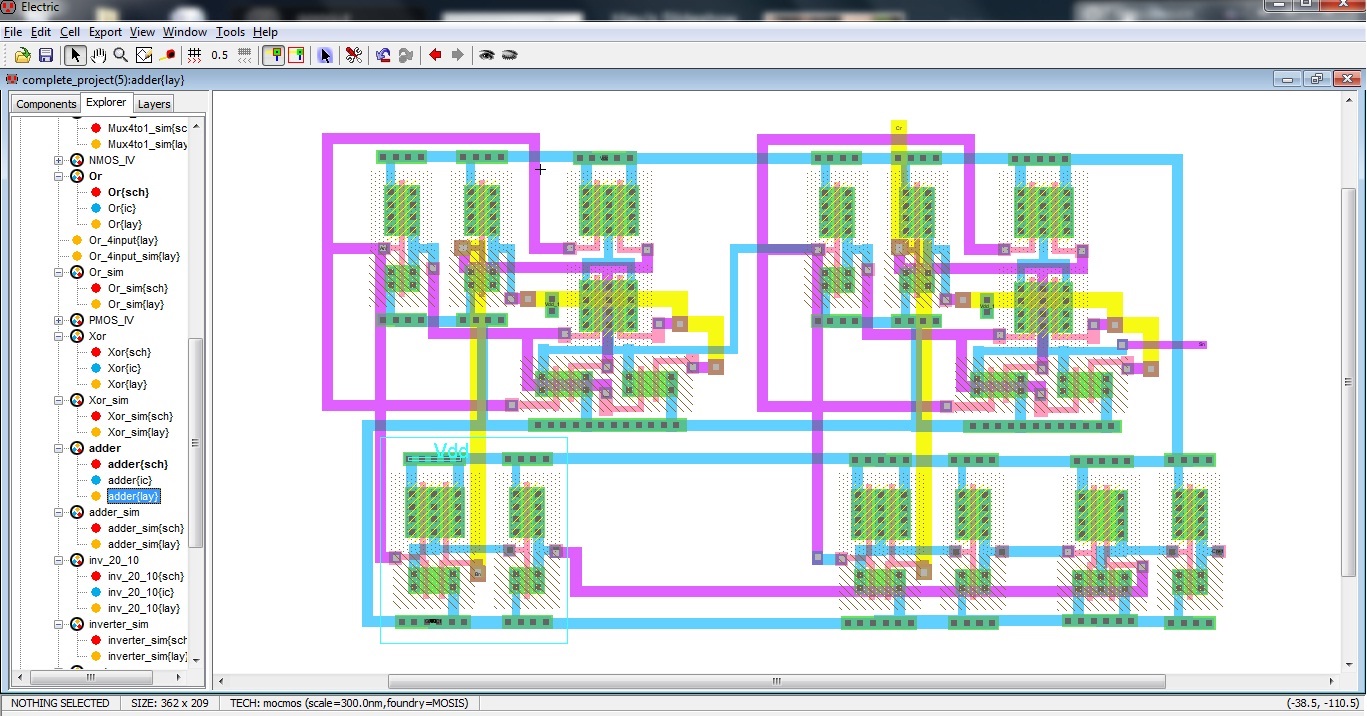 Electric
File Edit Cell Export View Window Tools Help
0.5
complete_project(5):adder{lay}
Components Explorer Layers
Mux4to1_sim{sc
Mux4to1_sim{lay
NMOS_IV
Or
Or{sch}
Or{ic}
Or{lay}
Or_4input{lay}
Or_4input_sim{lay}
Or_sim
Or_sim{sch}
Or_sim{lay}
PMOS_IV
Xor
Xor{sch}
Xor{ic}
Xor{lay}
Xor_sim
Xor_sim{sch}
Xor_sim{lay}
adder
adder{sch}
adder{ic}
adder{lay}
adder_sim
adder_sim{sch}
adder_sim{lay}
inv_20_10
inv_20_10{sch}
inv_20_10{ic}
inv_20_10{lay}
inverter_sim
inverter_sim{sch
inverter_sim{lay}
Vdd
NOTHING SELECTED SIZE: 362 x 209 TECH: mocmos (scale=300.0nm,foundry=MOSIS) (-38.5, -110.5)